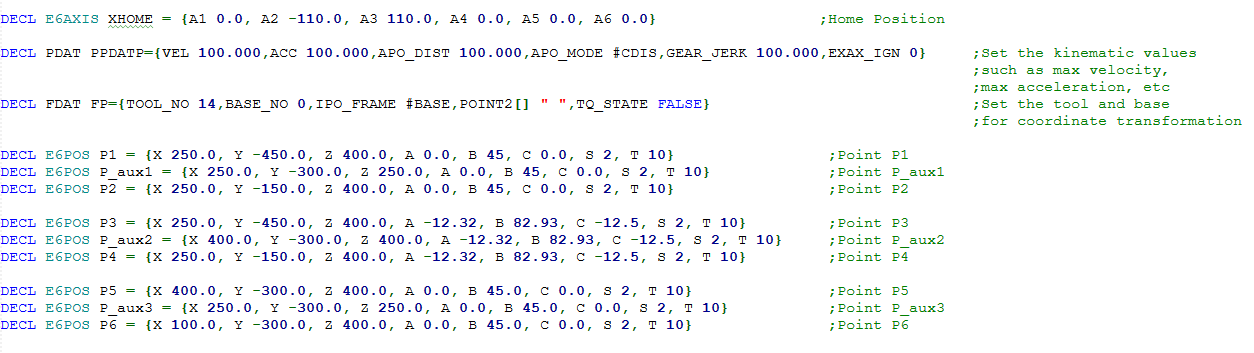 DECL E6AXIS XHOME = {A1 0.0, A2 -110.0, A3 110.0, A4 0.0, A5 0.0, A6 0.0} ;Home Position
DECL PDAT PPDATP={VEL 100.000,ACC 100.000,APO_DIST 100.000,APO_MODE #CDIS,GEAR_JERK 100.000,EXAX_IGN 0} ;Set the kinematic values
;such as max velocity,
;max acceleration, etc
DECL FDAT FP={TOOL_NO 14,BASE_NO 0,IPO_FRAME #BASE,POINT2[] " ",TQ_STATE FALSE} ;Set the tool and base
;for coordinate transformation
DECL E6POS P1 = {X 250.0, Y -450.0, Z 400.0, A 0.0, B 45, C 0.0, S 2, T 10} ;Point P1
DECL E6POS P_aux1 = {X 250.0, Y -300.0, Z 250.0, A 0.0, B 45, C 0.0, S 2, T 10} ;Point P_aux1
DECL E6POS P2 = {X 250.0, Y -150.0, Z 400.0, A 0.0, B 45, C 0.0, S 2, T 10} ;Point P2
DECL E6POS P3 = {X 250.0, Y -450.0, Z 400.0, A -12.32, B 82.93, C -12.5, S 2, T 10} ;Point P3
DECL E6POS P_aux2 = {X 400.0, Y -300.0, Z 400.0, A -12.32, B 82.93, C -12.5, S 2, T 10} ;Point P_aux2
DECL E6POS P4 = {X 250.0, Y -150.0, Z 400.0, A -12.32, B 82.93, C -12.5, S 2, T 10} ;Point P4
DECL E6POS P5 = {X 400.0, Y -300.0, Z 400.0, A 0.0, B 45.0, C 0.0, S 2, T 10} ;Point P5
DECL E6POS P_aux3 = {X 250.0, Y -300.0, Z 250.0, A 0.0, B 45.0, C 0.0, S 2, T 10} ;Point P_aux3
DECL E6POS P6 = {X 100.0, Y -300.0, Z 400.0, A 0.0, B 45.0, C 0.0, S 2, T 10} ;Point P6